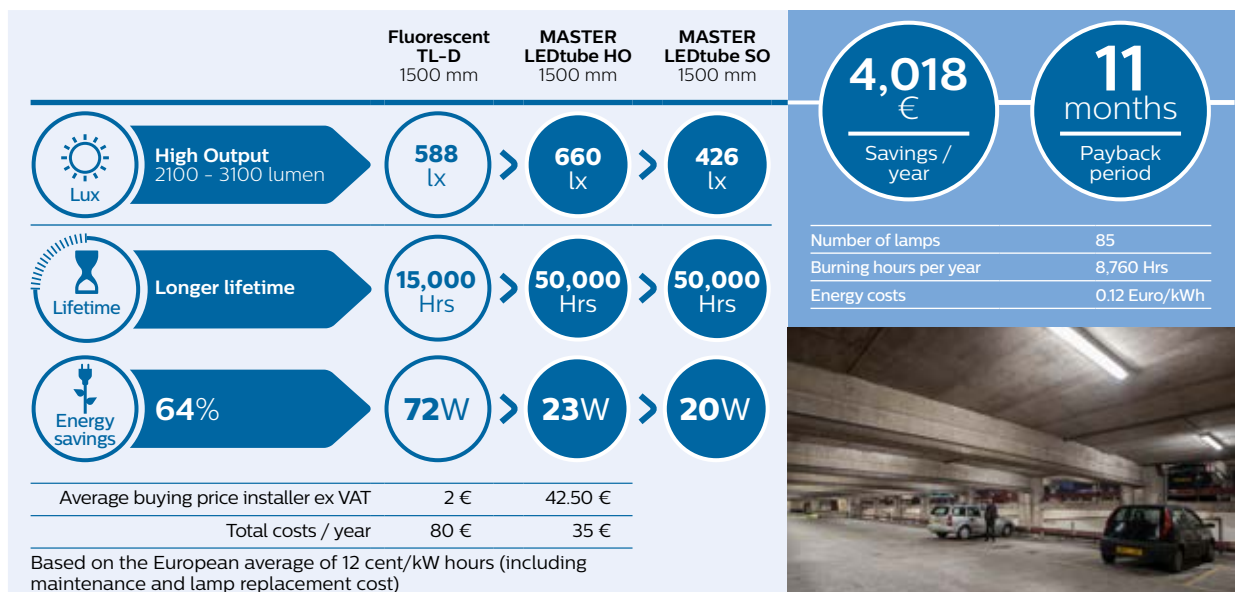 Fluorescent
TL-D
1500 mm
MASTER
LEDtube HO
1500 mm
MASTER
LEDtube SO
1500 mm
Lux
High Output
2100 - 3100 lumen
588
lx
>
660
lx
>
426
lx
Lifetime
Longer lifetime
15,000
Hrs
>
50,000
Hrs
>
50,000
Hrs
Energy
savings
64%
72W
>
23W
>
20W
Average buying price installer ex VAT 2 € 42.50 €
Total costs / year 80 € 35 €
Based on the European average of 12 cent/kW hours (including
maintenance and lamp replacement cost)
4,018
€
Savings /
year
11
months
Payback
period
Number of lamps 85
Burning hours per year 8,760 Hrs
Energy costs 0.12 Euro/kWh